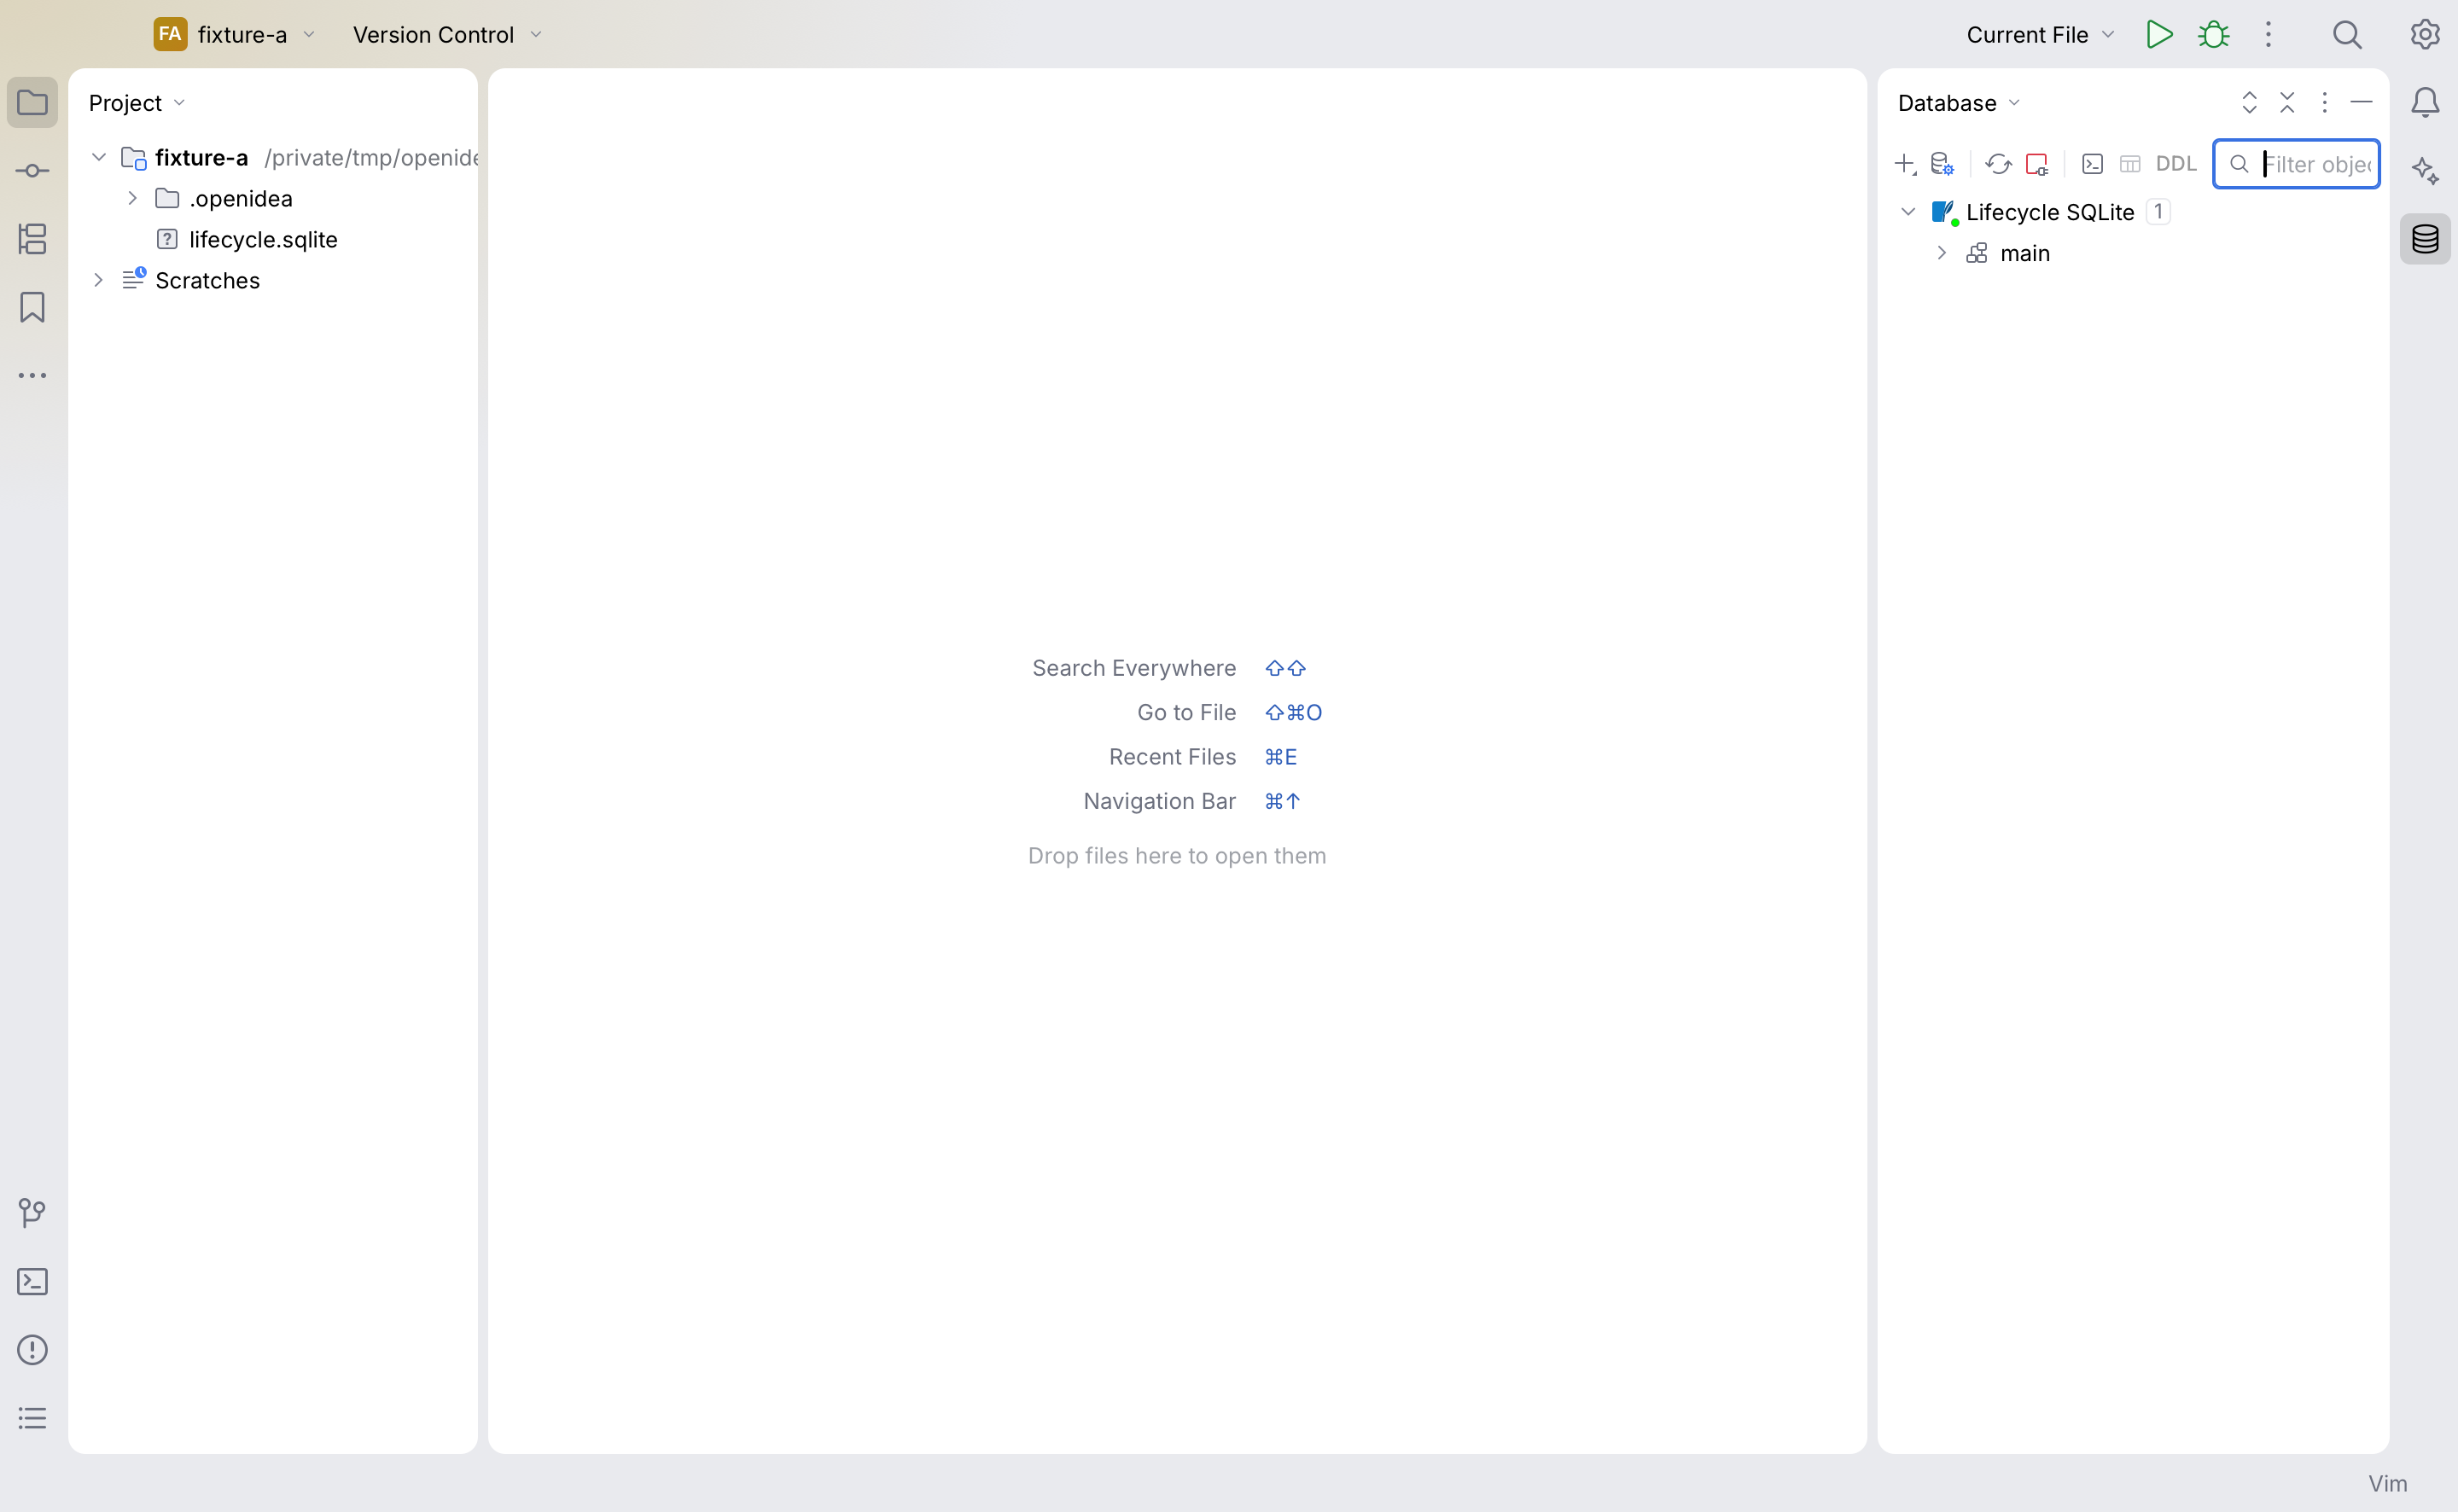 FA fixture-a Version Control Current File
Project
fixture-a /private/tmp/openide
.openidea
lifecycle.sqlite
Scratches
Search Everywhere ⇧⇧
Go to File ⇧⌘O
Recent Files ⌘E
Navigation Bar ⌘↑
Drop files here to open them
Database
DDL Filter objec
Lifecycle SQLite 1
main
Vim